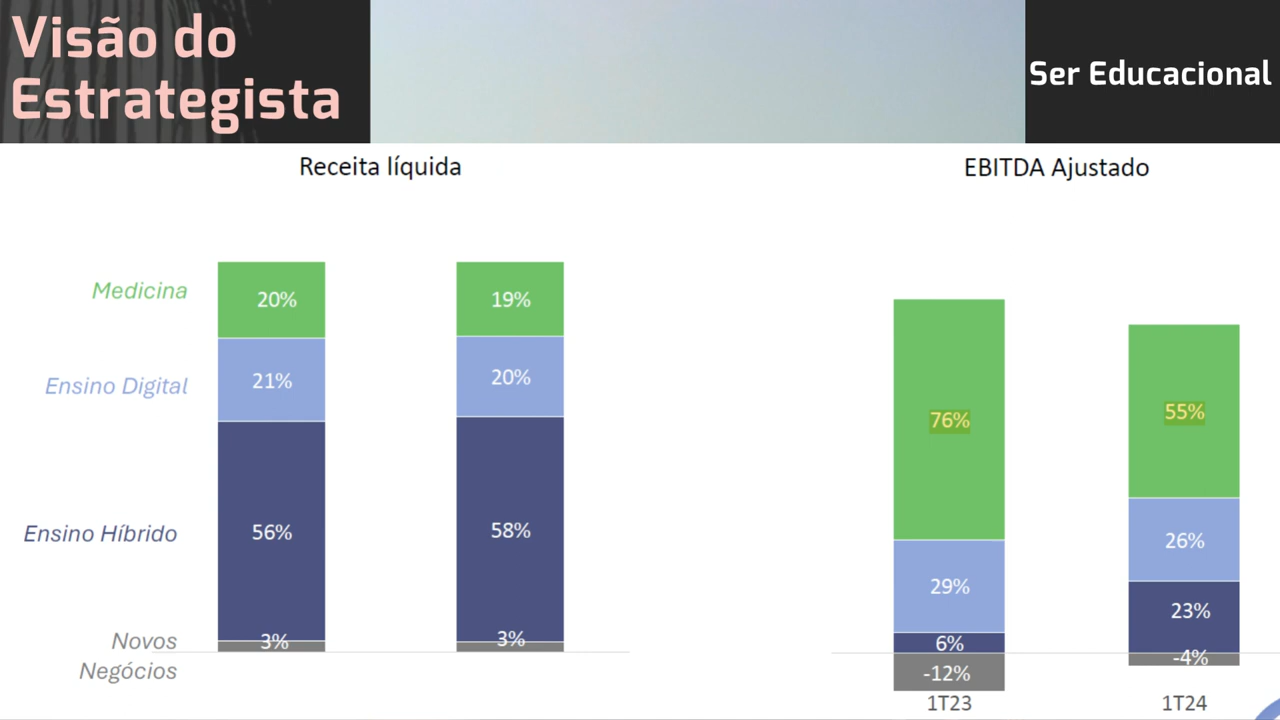 Visão do
Estrategista
Ser Educacional
Receita líquida
EBITDA Ajustado
Medicina
20%
19%
76%
55%
Ensino Digital
21%
20%
29%
26%
Ensino Híbrido
56%
58%
6%
23%
Novos
Negócios
3%
3%
-12%
-4%
1T23
1T24